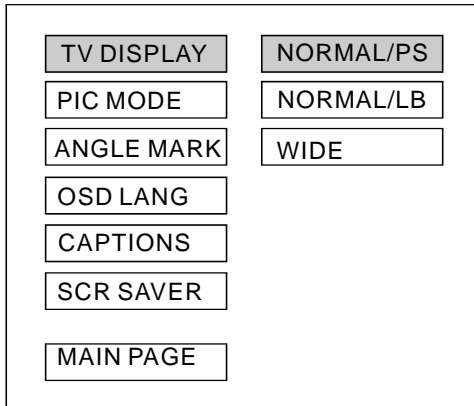 TV DISPLAY
PIC MODE
ANGLE MARK
OSD LANG
CAPTIONS
SCR SAVER
MAIN PAGE
NORMAL/PS
NORMAL/LB
WIDE